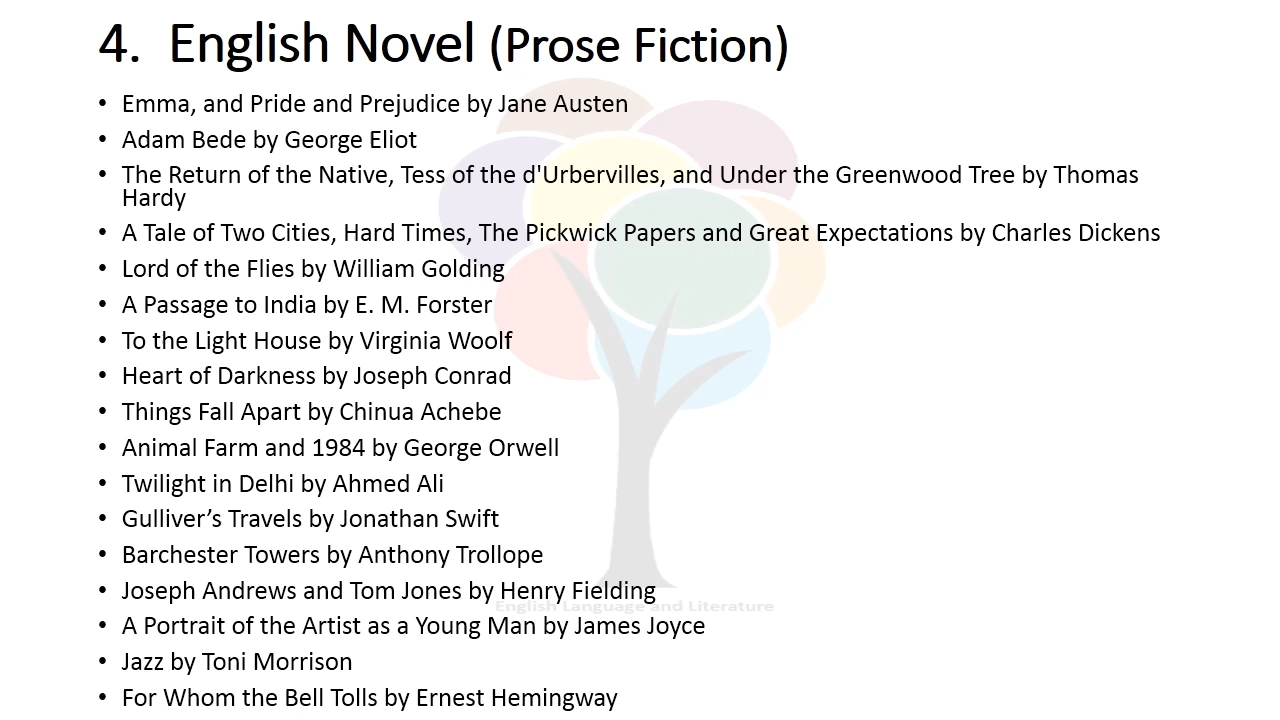 4. English Novel (Prose Fiction)
• Emma, and Pride and Prejudice by Jane Austen
• Adam Bede by George Eliot
• The Return of the Native, Tess of the d'Urbervilles, and Under the Greenwood Tree by Thomas
Hardy
• A Tale of Two Cities, Hard Times, The Pickwick Papers and Great Expectations by Charles Dickens
• Lord of the Flies by William Golding
• A Passage to India by E. M. Forster
• To the Light House by Virginia Woolf
• Heart of Darkness by Joseph Conrad
• Things Fall Apart by Chinua Achebe
• Animal Farm and 1984 by George Orwell
• Twilight in Delhi by Ahmed Ali
• Gulliver’s Travels by Jonathan Swift
• Barchester Towers by Anthony Trollope
• Joseph Andrews and Tom Jones by Henry Fielding
English Language and Literature
• A Portrait of the Artist as a Young Man by James Joyce
• Jazz by Toni Morrison
• For Whom the Bell Tolls by Ernest Hemingway